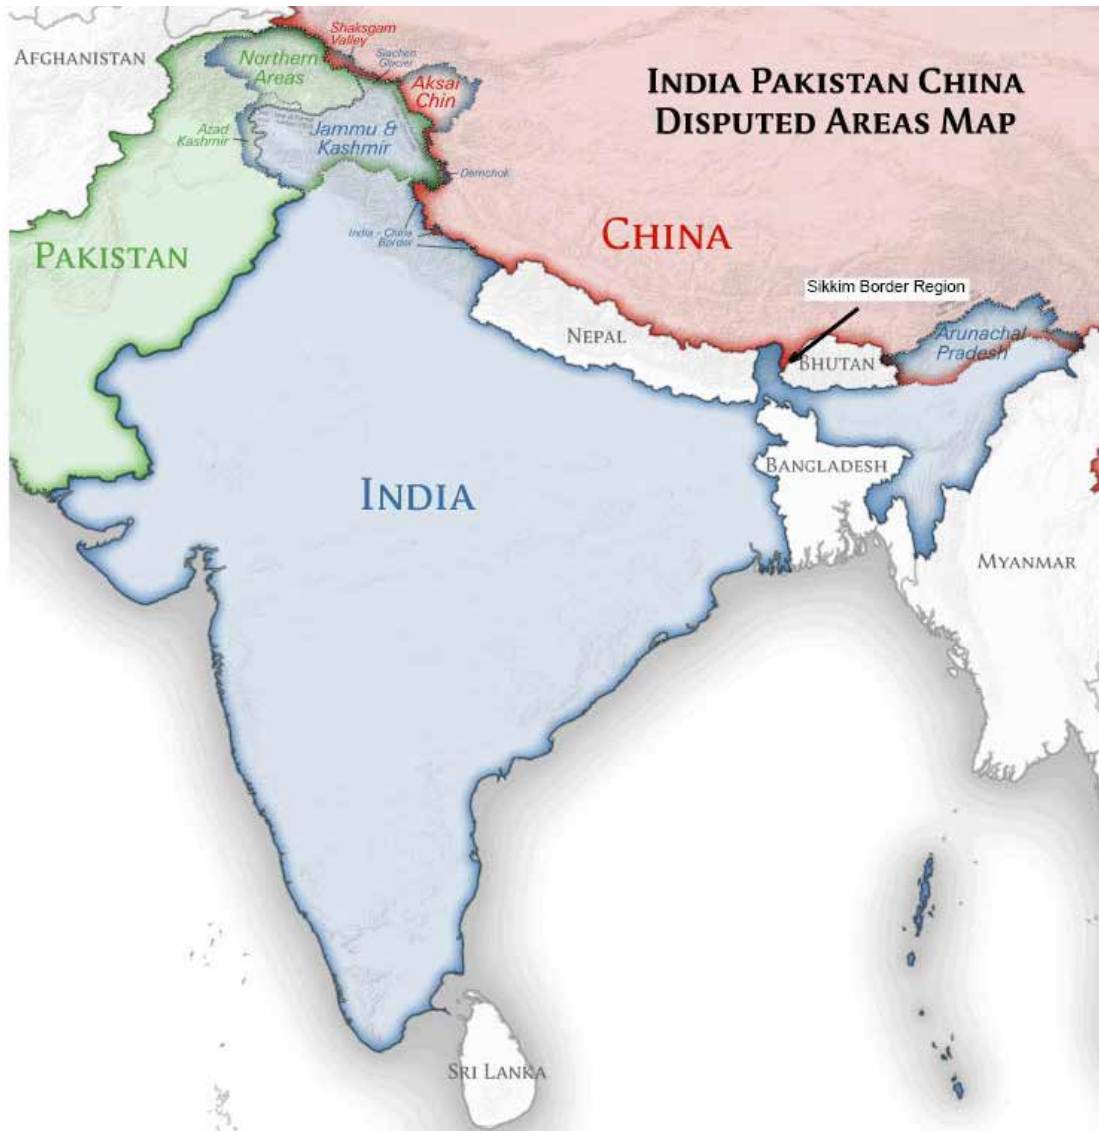 INDIA PAKISTAN CHINA
DISPUTED AREAS MAP
AFGHANISTAN
Northern
Areas
Shaksgam
Valley
Siachen
Glacier
Aksai
Chin
Azad
Kashmir
Jammu &
Kashmir
Demchok
India - China
Border
PAKISTAN
CHINA
Sikkim Border Region
NEPAL
BHUTAN
Arunachal
Pradesh
BANGLADESH
INDIA
MYANMAR
SRI LANKA